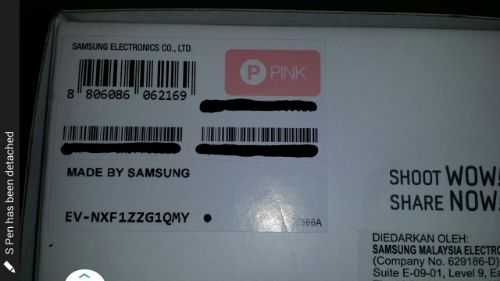 SAMSUNG ELECTRONICS CO., LTD.
P PINK
8 806086 062169
MADE BY SAMSUNG
EV-NXF1ZZG1QMY
SHOOT WOW!
SHARE NOW
DIEDARKAN OLEH:
SAMSUNG MALAYSIA ELECTRO
(Company No. 629186-D)
Suite E-09-01, Level 9, Ea
S Pen has been detached